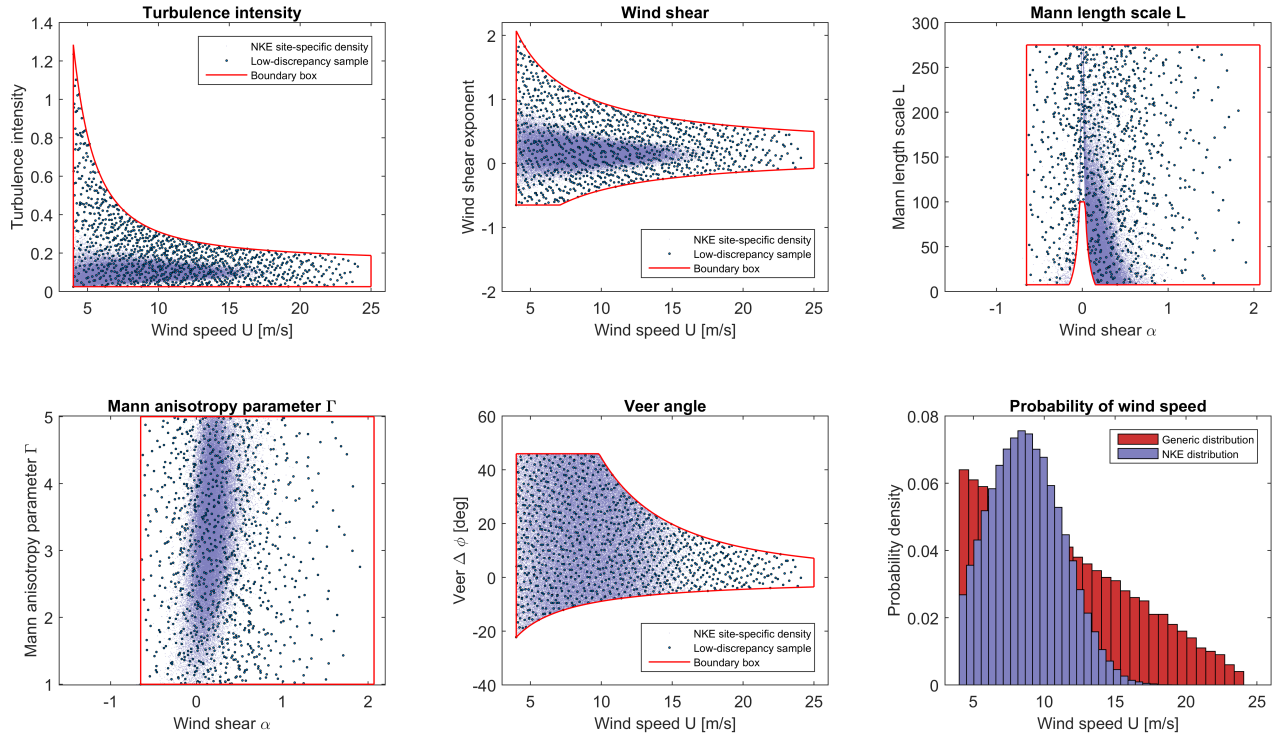 Turbulence intensity
1.4
1.2
1
0.8
0.6
0.4
0.2
0
5
10
15
20
25
Turbulence intensity
Wind speed U [m/s]
NKE site-specific density
Low-discrepancy sample
Boundary box
Wind shear
2
1
0
-1
-2
5
10
15
20
25
Wind shear exponent
Wind speed U [m/s]
NKE site-specific density
Low-discrepancy sample
Boundary box
Mann length scale L
300
250
200
150
100
50
0
-1
0
1
2
Mann length scale L
Wind shear α
Mann anisotropy parameter Γ
5
4
3
2
1
-1
0
1
2
Mann anisotropy parameter Γ
Wind shear α
Veer angle
60
40
20
0
-20
-40
5
10
15
20
25
Veer Δ ϕ [deg]
Wind speed U [m/s]
NKE site-specific density
Low-discrepancy sample
Boundary box
Probability of wind speed
0.08
0.06
0.04
0.02
0
5
10
15
20
25
Probability density
Wind speed U [m/s]
Generic distribution
NKE distribution